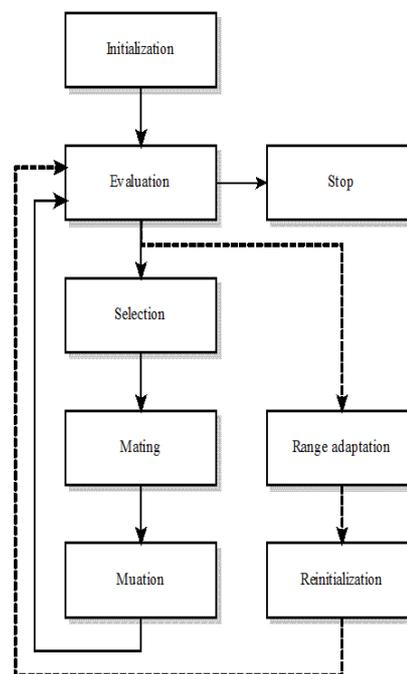 Initialization
Evaluation
Stop
Selection
Mating
Range adaptation
Muation
Reinitialization